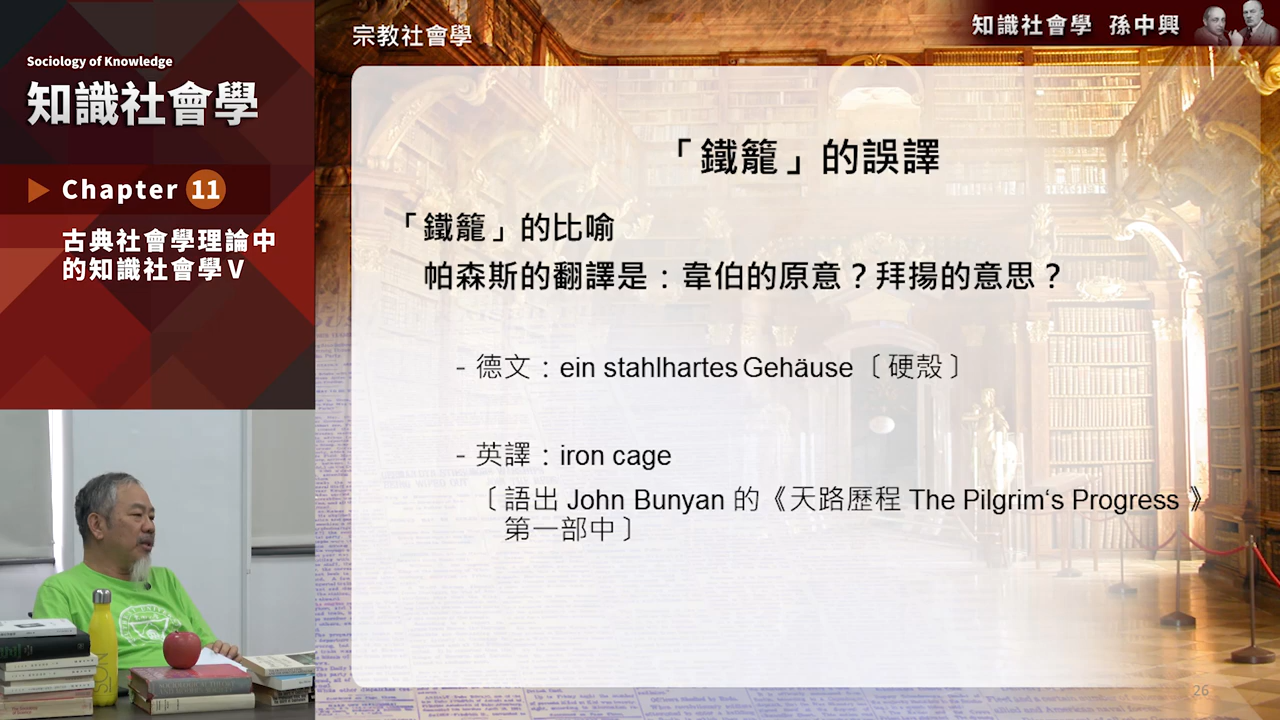 Sociology of Knowledge
知識社會學
Chapter 11
古典社會學理論中
的知識社會學V
宗教社會學
知識社會學 孫中興
「鐵籠」的誤譯
「鐵籠」的比喻
帕森斯的翻譯是：韋伯的原意？拜揚的意思？
- 德文：ein stahlhartes Gehäuse〔硬殼〕
- 英譯：iron cage
〔語出 John Bunyan 的《天路歷程 The Pilgrim‘s Progress 》
第一部中〕
26